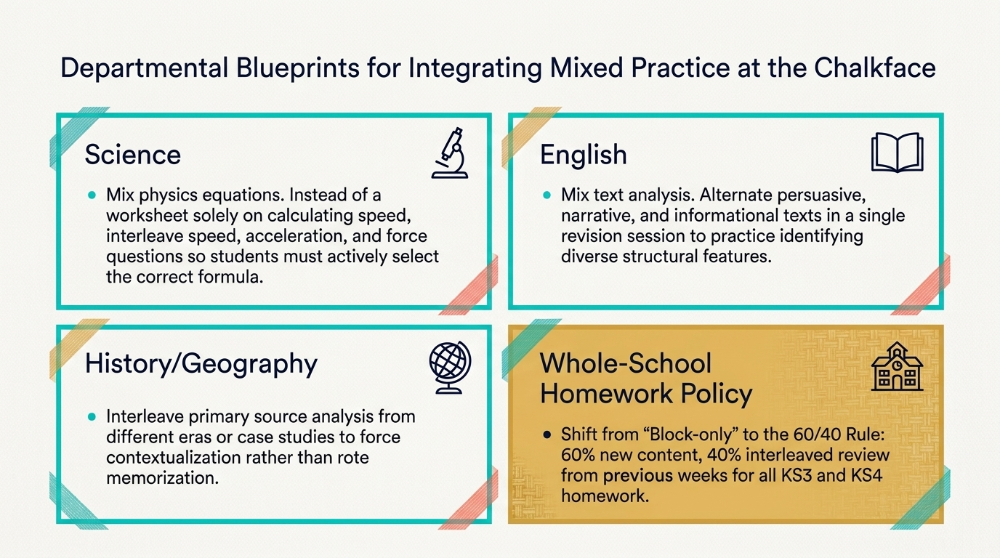 Departmental Blueprints for Integrating Mixed Practice at the Chalkface
Science
• Mix physics equations. Instead of a
worksheet solely on calculating speed,
interleave speed, acceleration, and force
questions so students must actively select
the correct formula.
English
• Mix text analysis. Alternate persuasive,
narrative, and informational texts in a single
revision session to practice identifying
diverse structural features.
History/Geography
• Interleave primary source analysis from
different eras or case studies to force
contextualization rather than rote
memorization.
Whole-School
Homework Policy
• Shift from “Block-only” to the 60/40 Rule:
60% new content, 40% interleaved review
from previous weeks for all KS3 and KS4
homework.